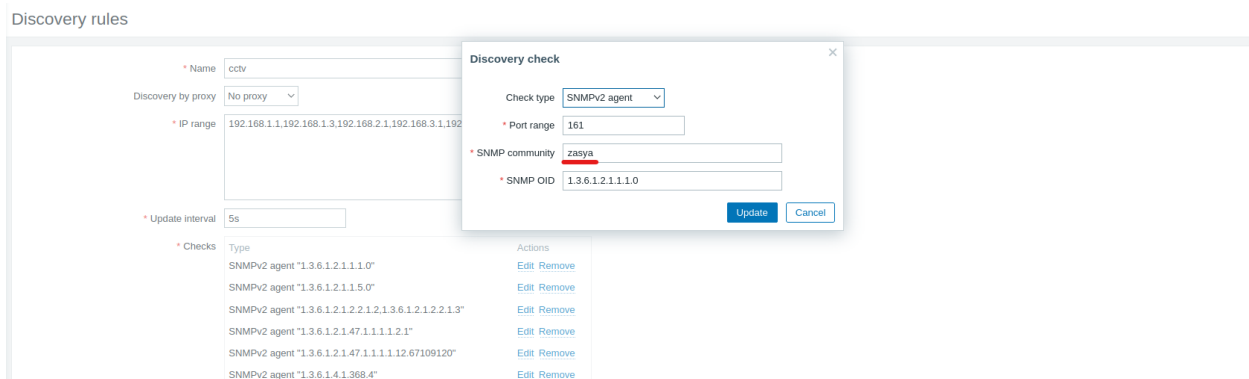 Discovery rules
* Name cctv
Discovery by proxy No proxy
* IP range 192.168.1.1,192.168.1.3,192.168.2.1,192.168.3.1,192
* Update interval 5s
* Checks Type Actions
SNMPv2 agent "1.3.6.1.2.1.1.1.0" Edit Remove
SNMPv2 agent "1.3.6.1.2.1.1.5.0" Edit Remove
SNMPv2 agent "1.3.6.1.2.1.2.2.1.2,1.3.6.1.2.1.2.2.1.3" Edit Remove
SNMPv2 agent "1.3.6.1.2.1.47.1.1.1.1.2.1" Edit Remove
SNMPv2 agent "1.3.6.1.2.1.47.1.1.1.1.12.67109120" Edit Remove
SNMPv2 agent "1.3.6.1.4.1.368.4" Edit Remove
Discovery check
Check type SNMPv2 agent
* Port range 161
* SNMP community zasya
* SNMP OID 1.3.6.1.2.1.1.1.0
Update Cancel